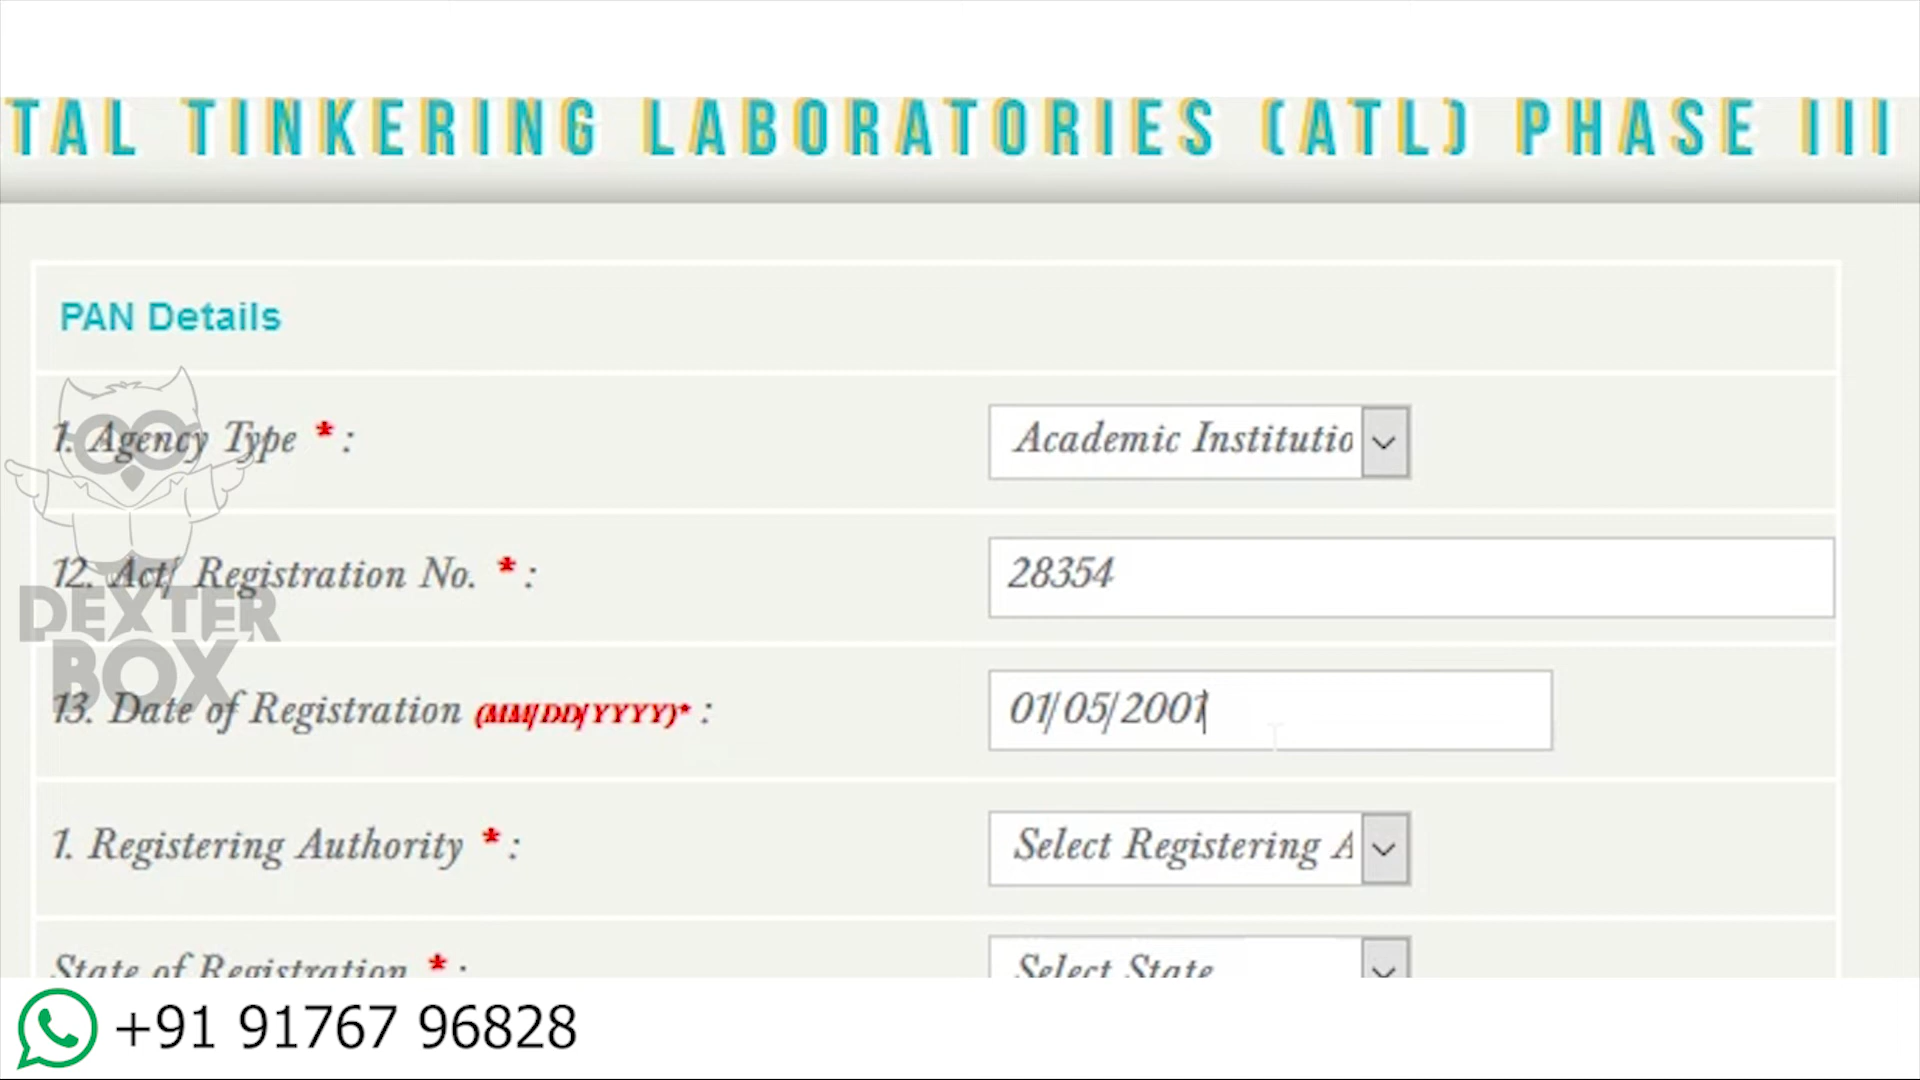 TAL TINKERING LABORATORIES (ATL) PHASE III
PAN Details
1. Agency Type * :
Academic Institutio
12. Act/ Registration No. * :
28354
13. Date of Registration (MM/DD/YYYY)* :
01/05/2001
1. Registering Authority * :
Select Registering A
State of Registration * :
Select State
DEXTER
BOX
+91 91767 96828